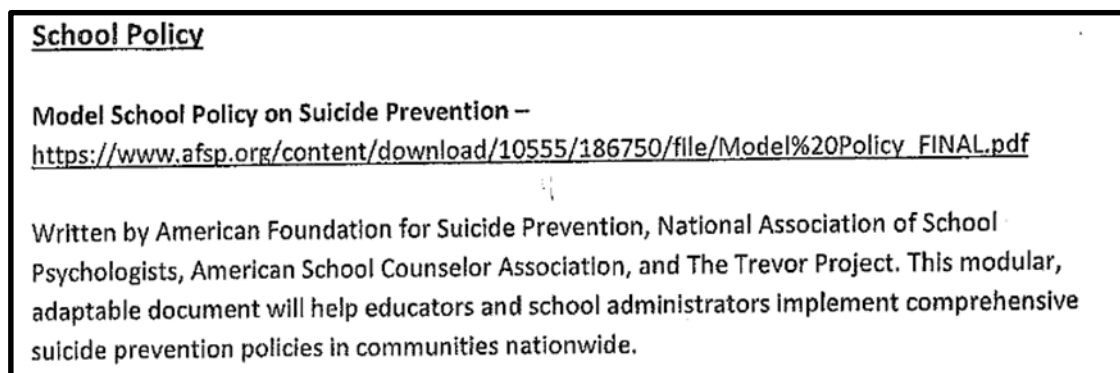 School Policy
Model School Policy on Suicide Prevention –
https://www.afsp.org/content/download/10555/186750/file/Model%20Policy_FINAL.pdf
Written by American Foundation for Suicide Prevention, National Association of School
Psychologists, American School Counselor Association, and The Trevor Project. This modular,
adaptable document will help educators and school administrators implement comprehensive
suicide prevention policies in communities nationwide.